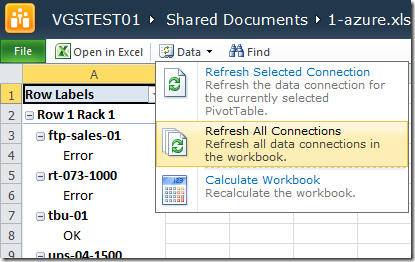 VGSTEST01 ▸ Shared Documents ▸ 1-azure.xls
File Open in Excel Data Find
A
Refresh Selected Connection
Refresh the data connection for
the currently selected
PivotTable.
Refresh All Connections
Refresh all data connections in
the workbook.
Calculate Workbook
Recalculate the workbook.
1 Row Labels
2 Row 1 Rack 1
3 ftp-sales-01
4 Error
5 rt-073-1000
6 Error
7 tbu-01
8 OK
9 ups-04-1500